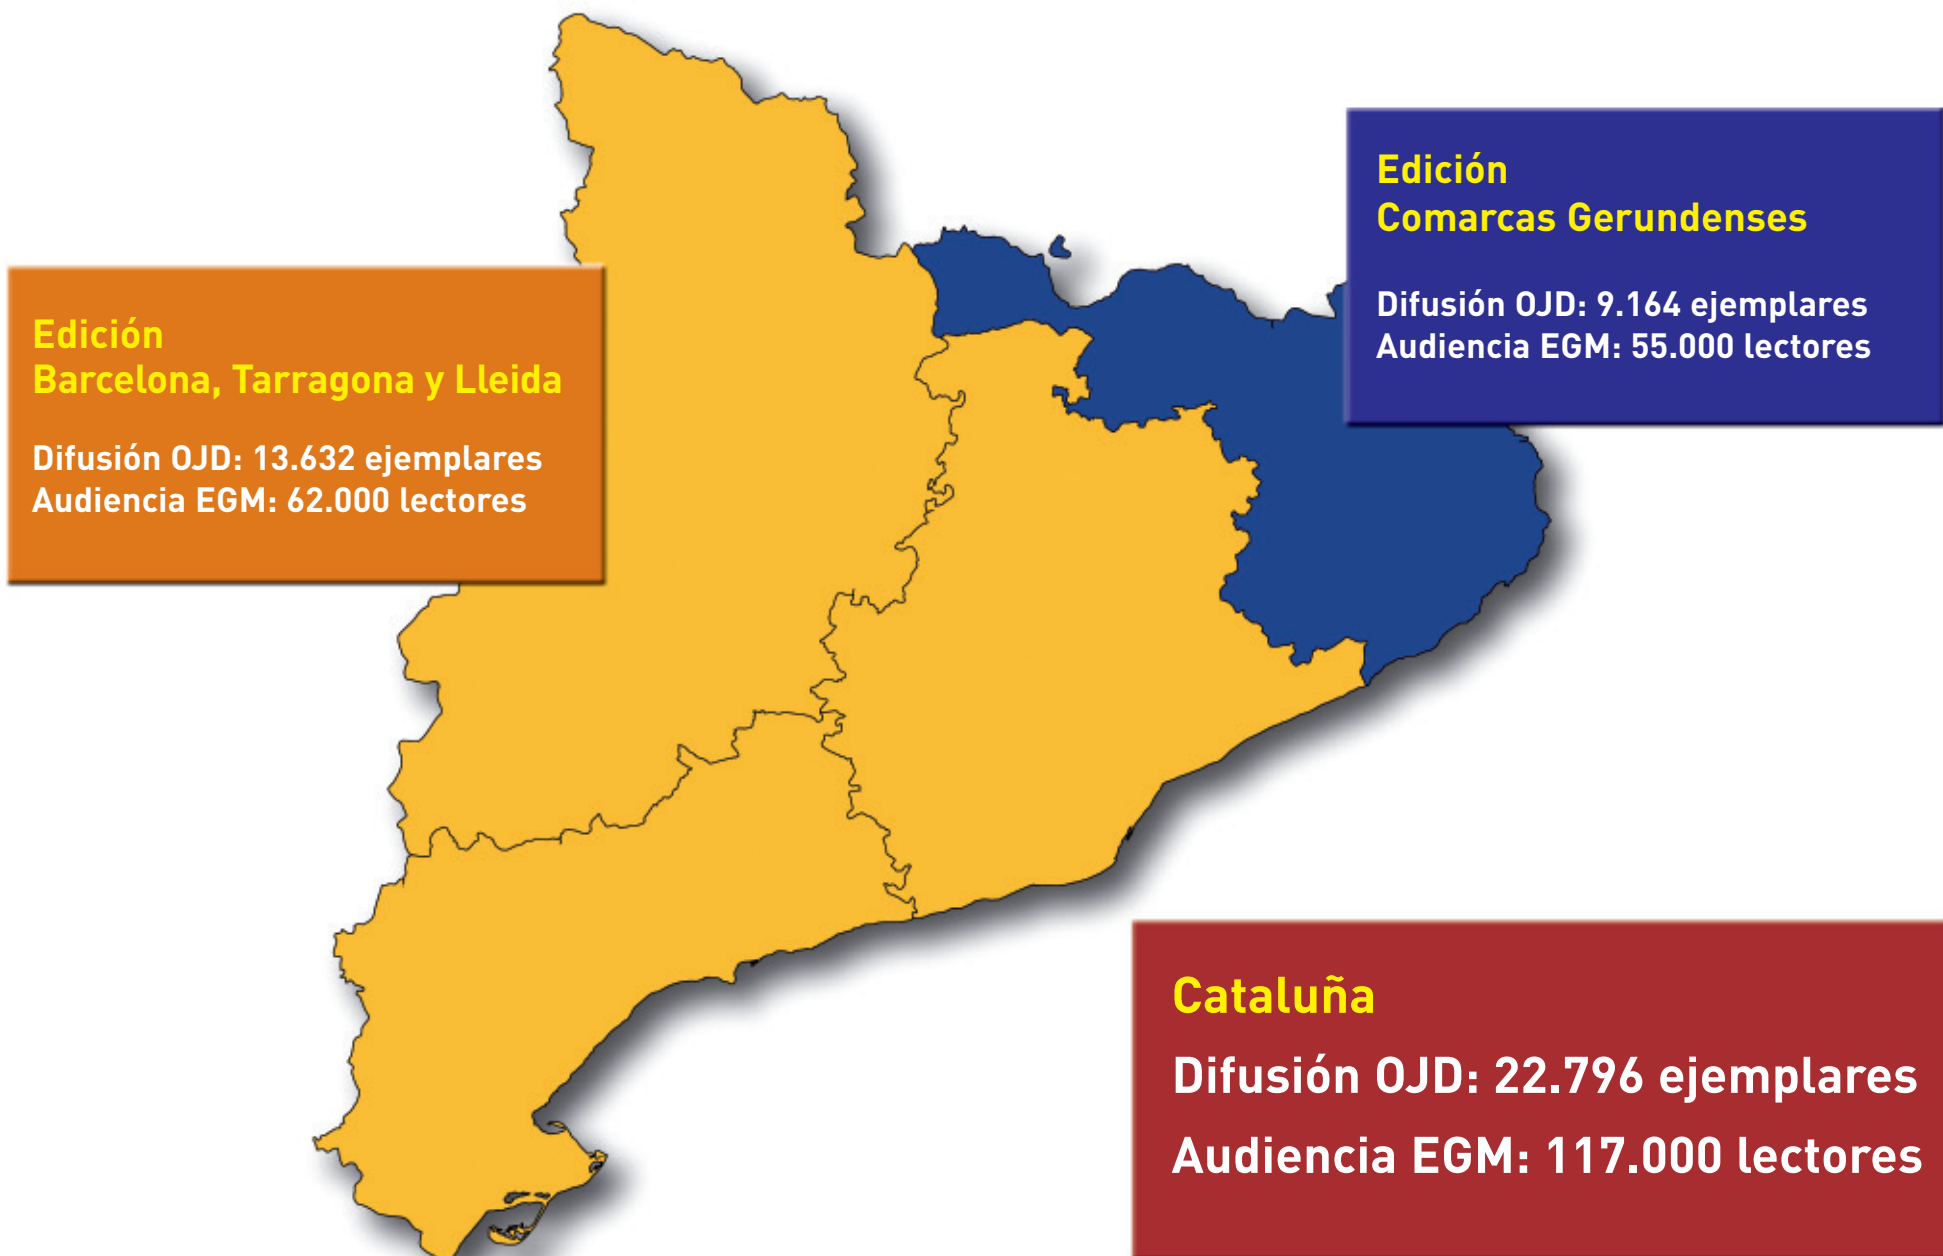 Edición
Barcelona, Tarragona y Lleida
Difusión OJD: 13.632 ejemplares
Audiencia EGM: 62.000 lectores
Edición
Comarcas Gerundenses
Difusión OJD: 9.164 ejemplares
Audiencia EGM: 55.000 lectores
Cataluña
Difusión OJD: 22.796 ejemplares
Audiencia EGM: 117.000 lectores